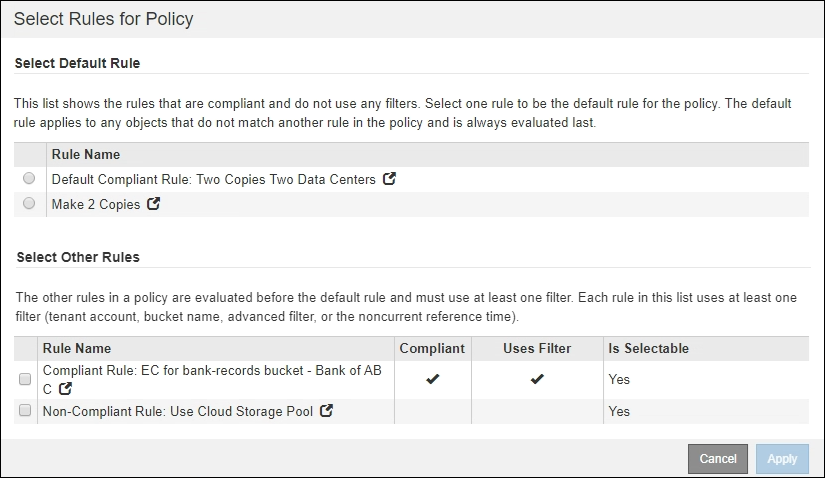 Select Rules for Policy
Select Default Rule
This list shows the rules that are compliant and do not use any filters. Select one rule to be the default rule for the policy. The default
rule applies to any objects that do not match another rule in the policy and is always evaluated last.
Rule Name
Default Compliant Rule: Two Copies Two Data Centers
Make 2 Copies
Select Other Rules
The other rules in a policy are evaluated before the default rule and must use at least one filter. Each rule in this list uses at least one
filter (tenant account, bucket name, advanced filter, or the noncurrent reference time).
Rule Name Compliant Uses Filter Is Selectable
Compliant Rule: EC for bank-records bucket - Bank of AB
C ✔ ✔ Yes
Non-Compliant Rule: Use Cloud Storage Pool Yes
Cancel Apply